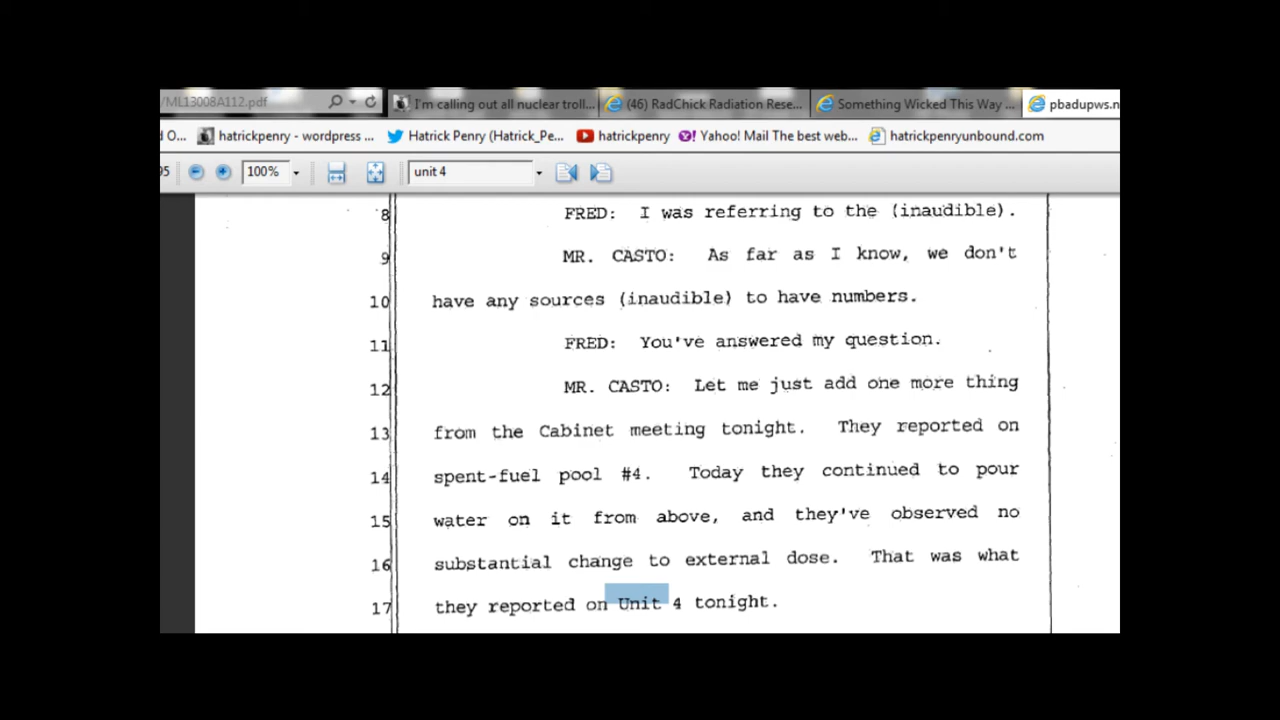 /ML13008A112.pdf
I'm calling out all nuclear troll...
(46) RadChick Radiation Rese...
Something Wicked This Way ...
pbadupws.n
d O...
hatrickpenry - wordpress ...
Hatrick Penry (Hatrick_Pe...
hatrickpenry
Yahoo! Mail The best web...
hatrickpenryunbound.com
95
100%
unit 4
8 FRED: I was referring to the (inaudible).
9 MR. CASTO: As far as I know, we don't
10 have any sources (inaudible) to have numbers.
11 FRED: You've answered my question.
12 MR. CASTO: Let me just add one more thing
13 from the Cabinet meeting tonight. They reported on
14 spent-fuel pool #4. Today they continued to pour
15 water on it from above, and they've observed no
16 substantial change to external dose. That was what
17 they reported on Unit 4 tonight.